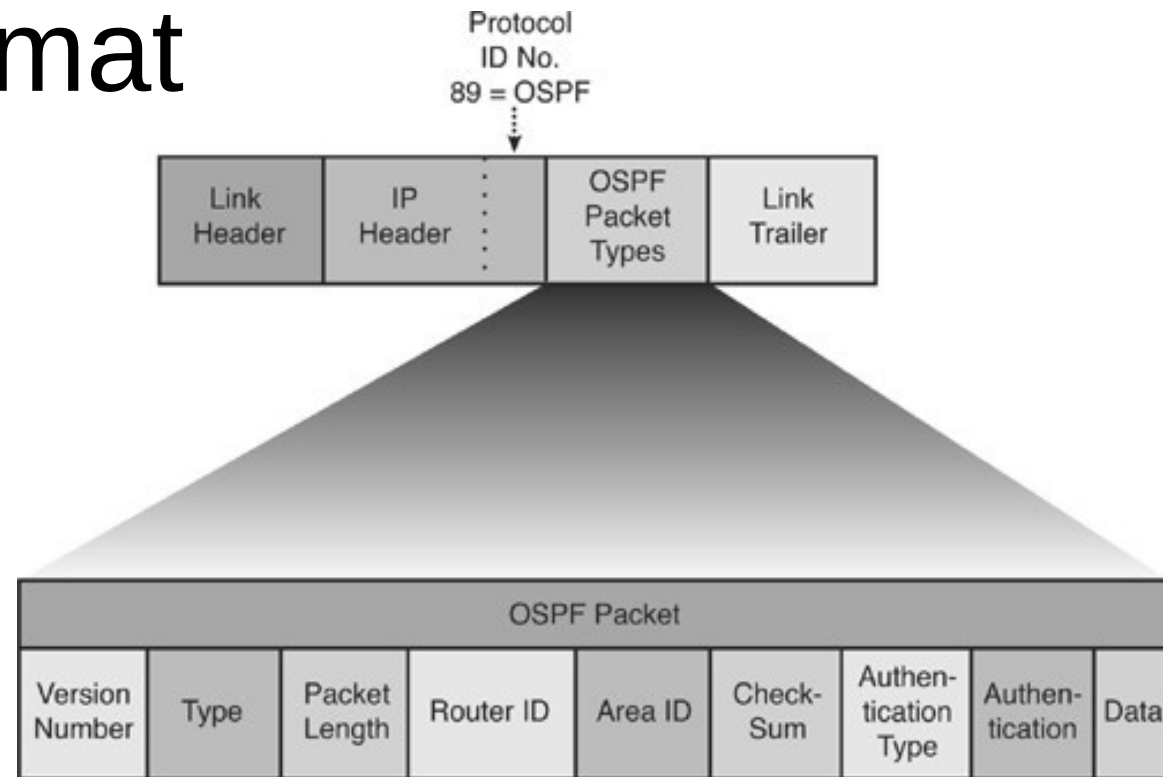 mat
Protocol
ID No.
89 = OSPF
Link
Header
IP
Header
OSPF
Packet
Types
Link
Trailer
OSPF Packet
Version
Number
Type
Packet
Length
Router ID
Area ID
Check-
Sum
Authen-
tication
Type
Authen-
tication
Data